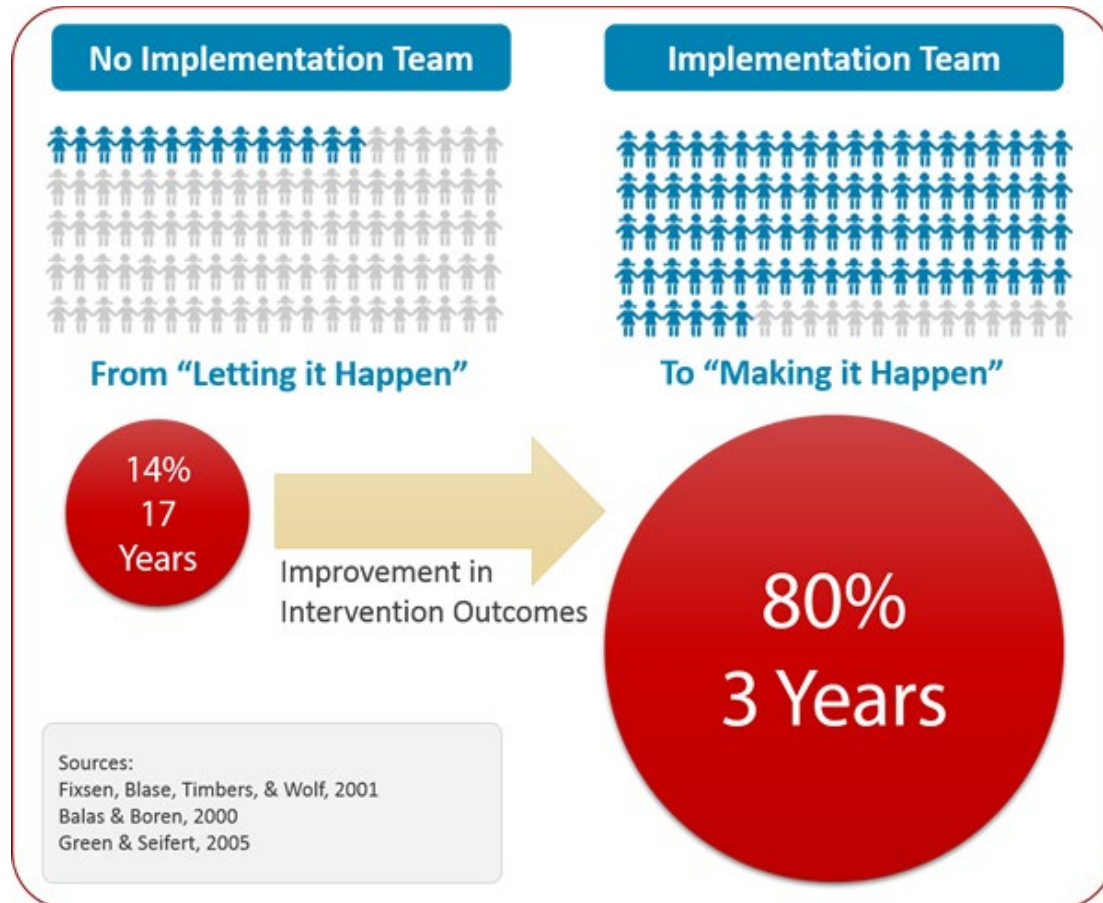 No Implementation Team
Implementation Team
From “Letting it Happen”
To “Making it Happen”
14%
17
Years
Improvement in
Intervention Outcomes
80%
3 Years
Sources:
Fixsen, Blase, Timbers, & Wolf, 2001
Balas & Boren, 2000
Green & Seifert, 2005